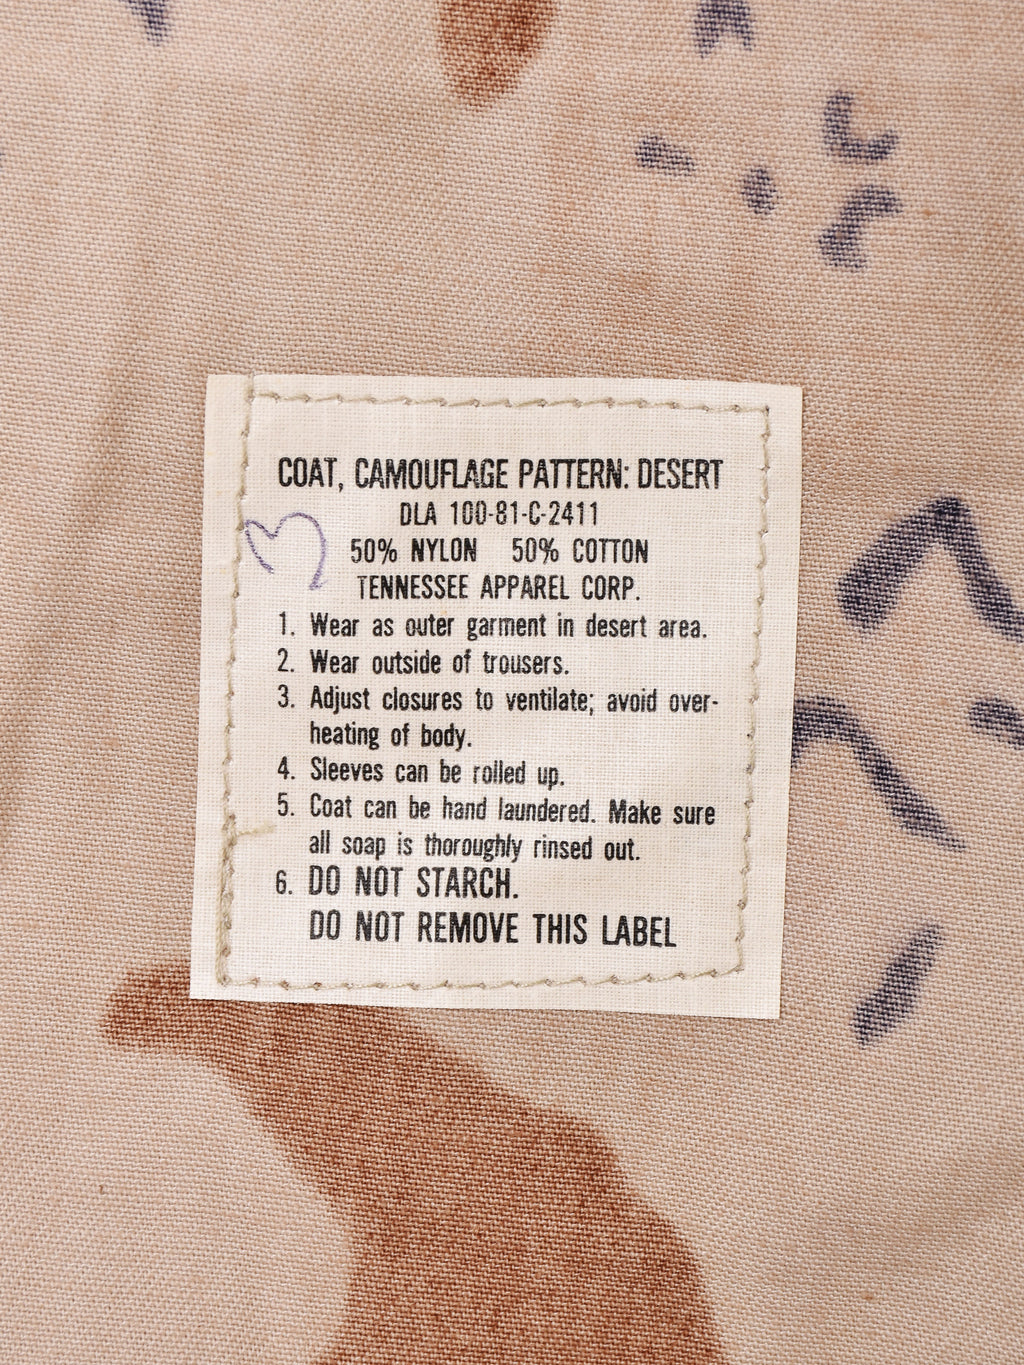 COAT, CAMOUFLAGE PATTERN: DESERT
DLA 100-81-C-2411
50% NYLON 50% COTTON
TENNESSEE APPAREL CORP.
1. Wear as outer garment in desert area.
2. Wear outside of trousers.
3. Adjust closures to ventilate; avoid over-
heating of body.
4. Sleeves can be rolled up.
5. Coat can be hand laundered. Make sure
all soap is thoroughly rinsed out.
6. DO NOT STARCH.
DO NOT REMOVE THIS LABEL